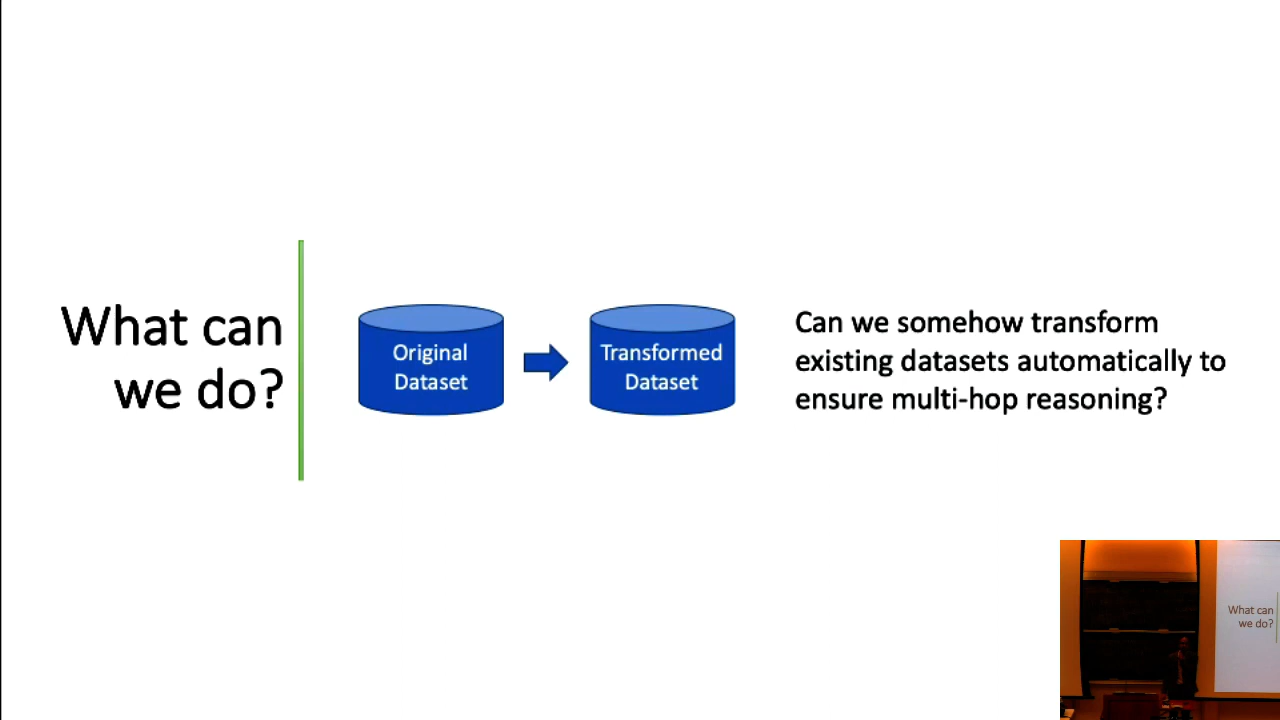 What can
we do?
Original
Dataset
Transformed
Dataset
Can we somehow transform
existing datasets automatically to
ensure multi-hop reasoning?
What can
we do?